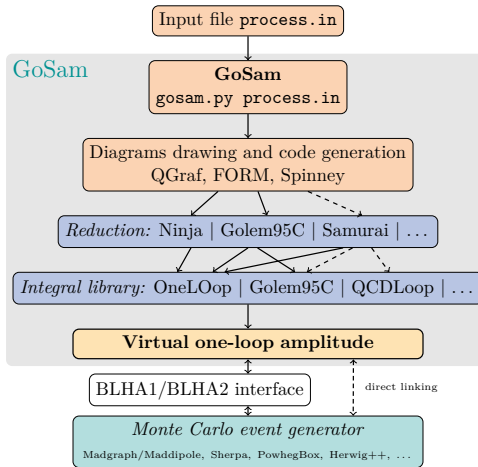 Input file process.in
GoSam
GoSam
gosam.py process.in
Diagrams drawing and code generation
QGraf, FORM, Spinney
Reduction: Ninja | Golem95C | Samurai | ...
Integral library: OneLOop | Golem95C | QCDLoop | ...
Virtual one-loop amplitude
BLHA1/BLHA2 interface
direct linking
Monte Carlo event generator
Madgraph/Maddipole, Sherpa, PowhegBox, Herwig++, ...